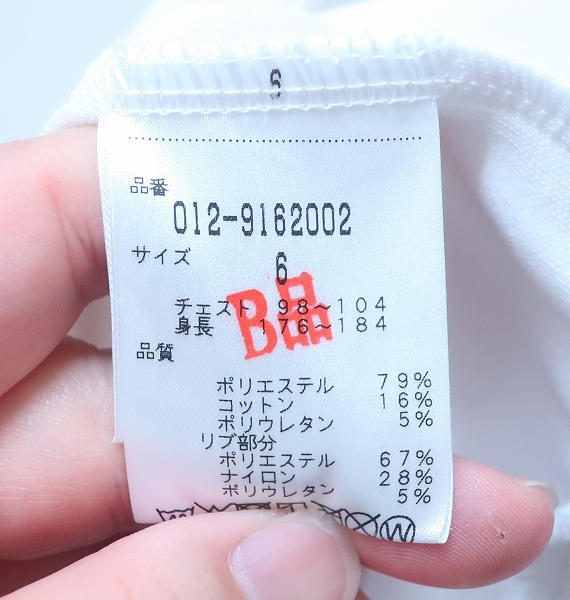 6
品番
012-9162002
サイズ
6
B品
チェスト 98~104
身長 176~184
品質
ポリエステル 79%
コットン 16%
ポリウレタン 5%
リブ部分
ポリエステル 67%
ナイロン 28%
ポリウレタン 5%
W